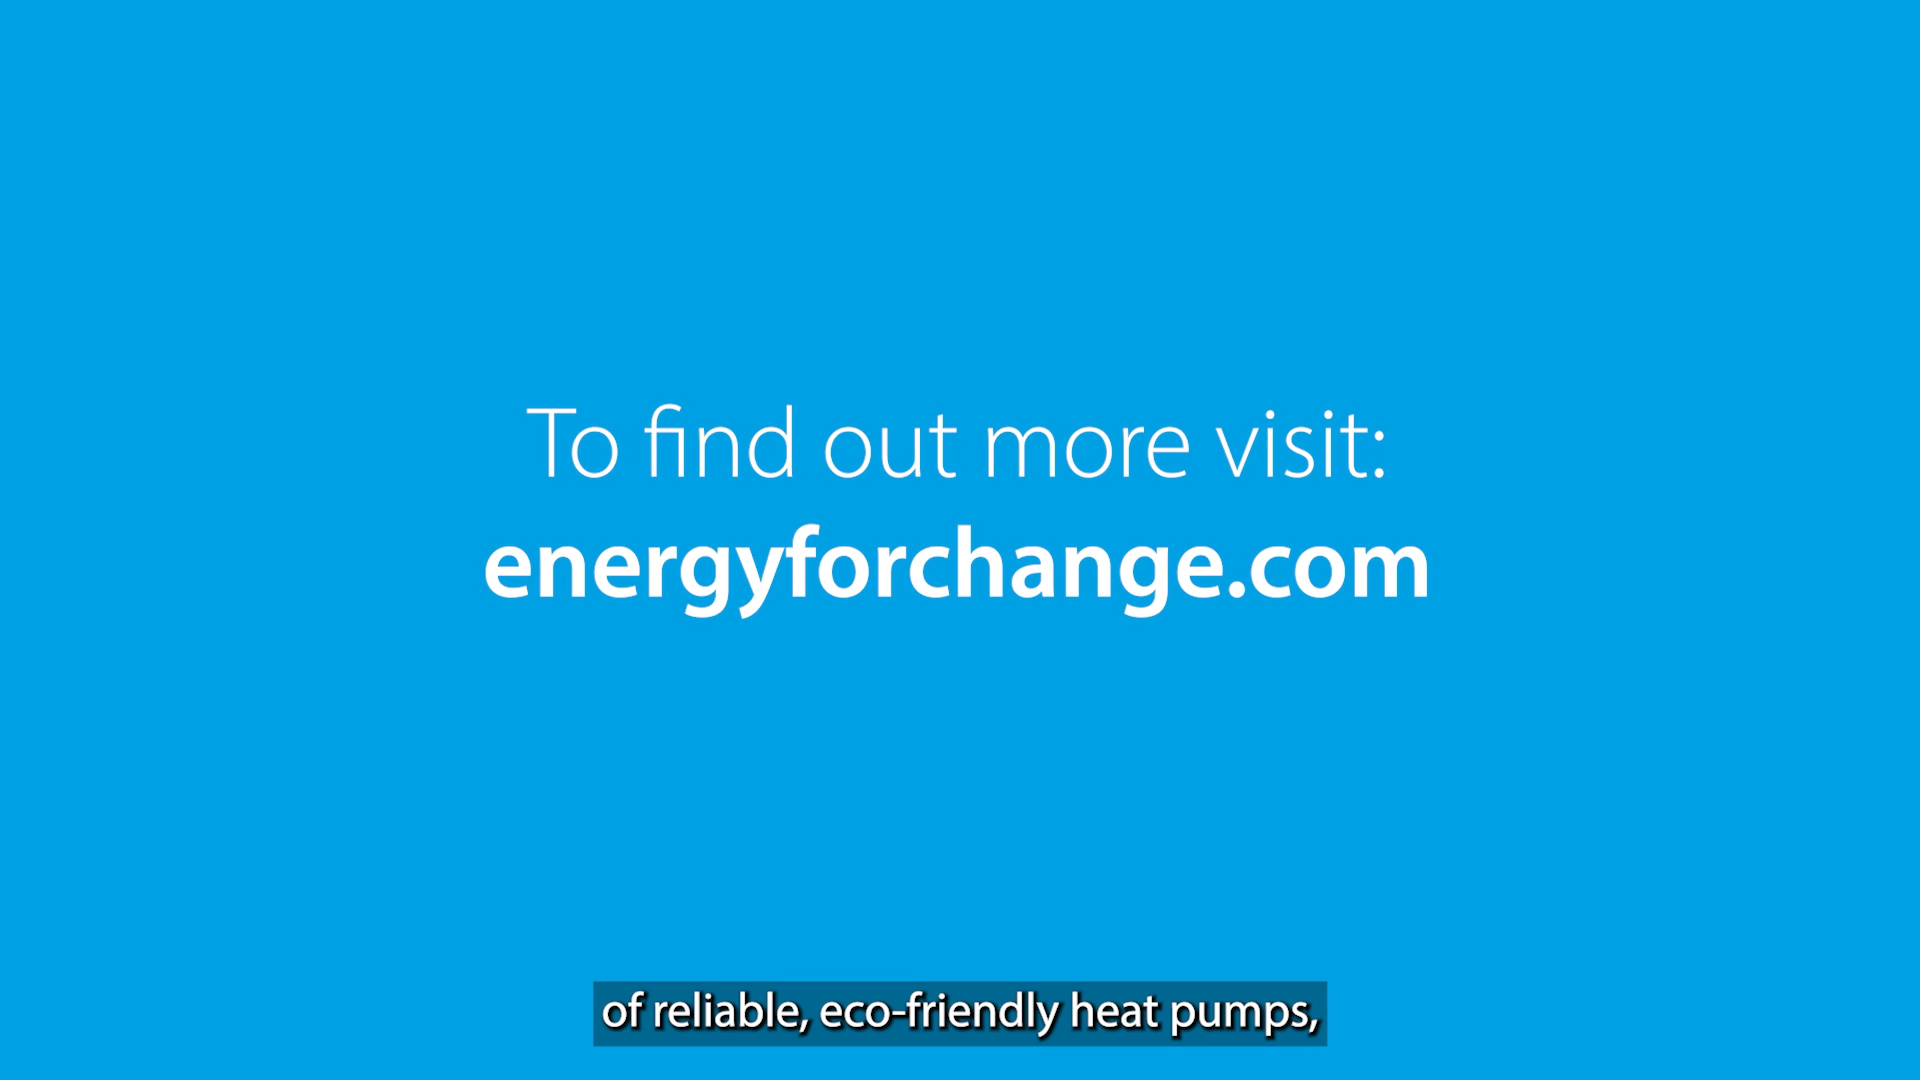 To find out more visit:
energyforchange.com
of reliable, eco-friendly heat pumps,